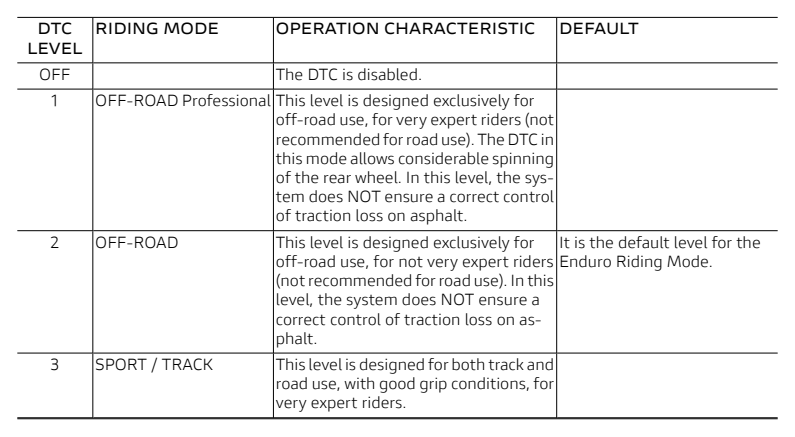 DTC LEVEL RIDING MODE OPERATION CHARACTERISTIC DEFAULT
OFF The DTC is disabled.
1 OFF-ROAD Professional This level is designed exclusively for
off-road use, for very expert riders (not
recommended for road use). The DTC in
this mode allows considerable spinning
of the rear wheel. In this level, the sys-
tem does NOT ensure a correct control
of traction loss on asphalt.
2 OFF-ROAD This level is designed exclusively for It is the default level for the
off-road use, for not very expert riders Enduro Riding Mode.
(not recommended for road use). In this
level, the system does NOT ensure a
correct control of traction loss on as-
phalt.
3 SPORT / TRACK This level is designed for both track and
road use, with good grip conditions, for
very expert riders.